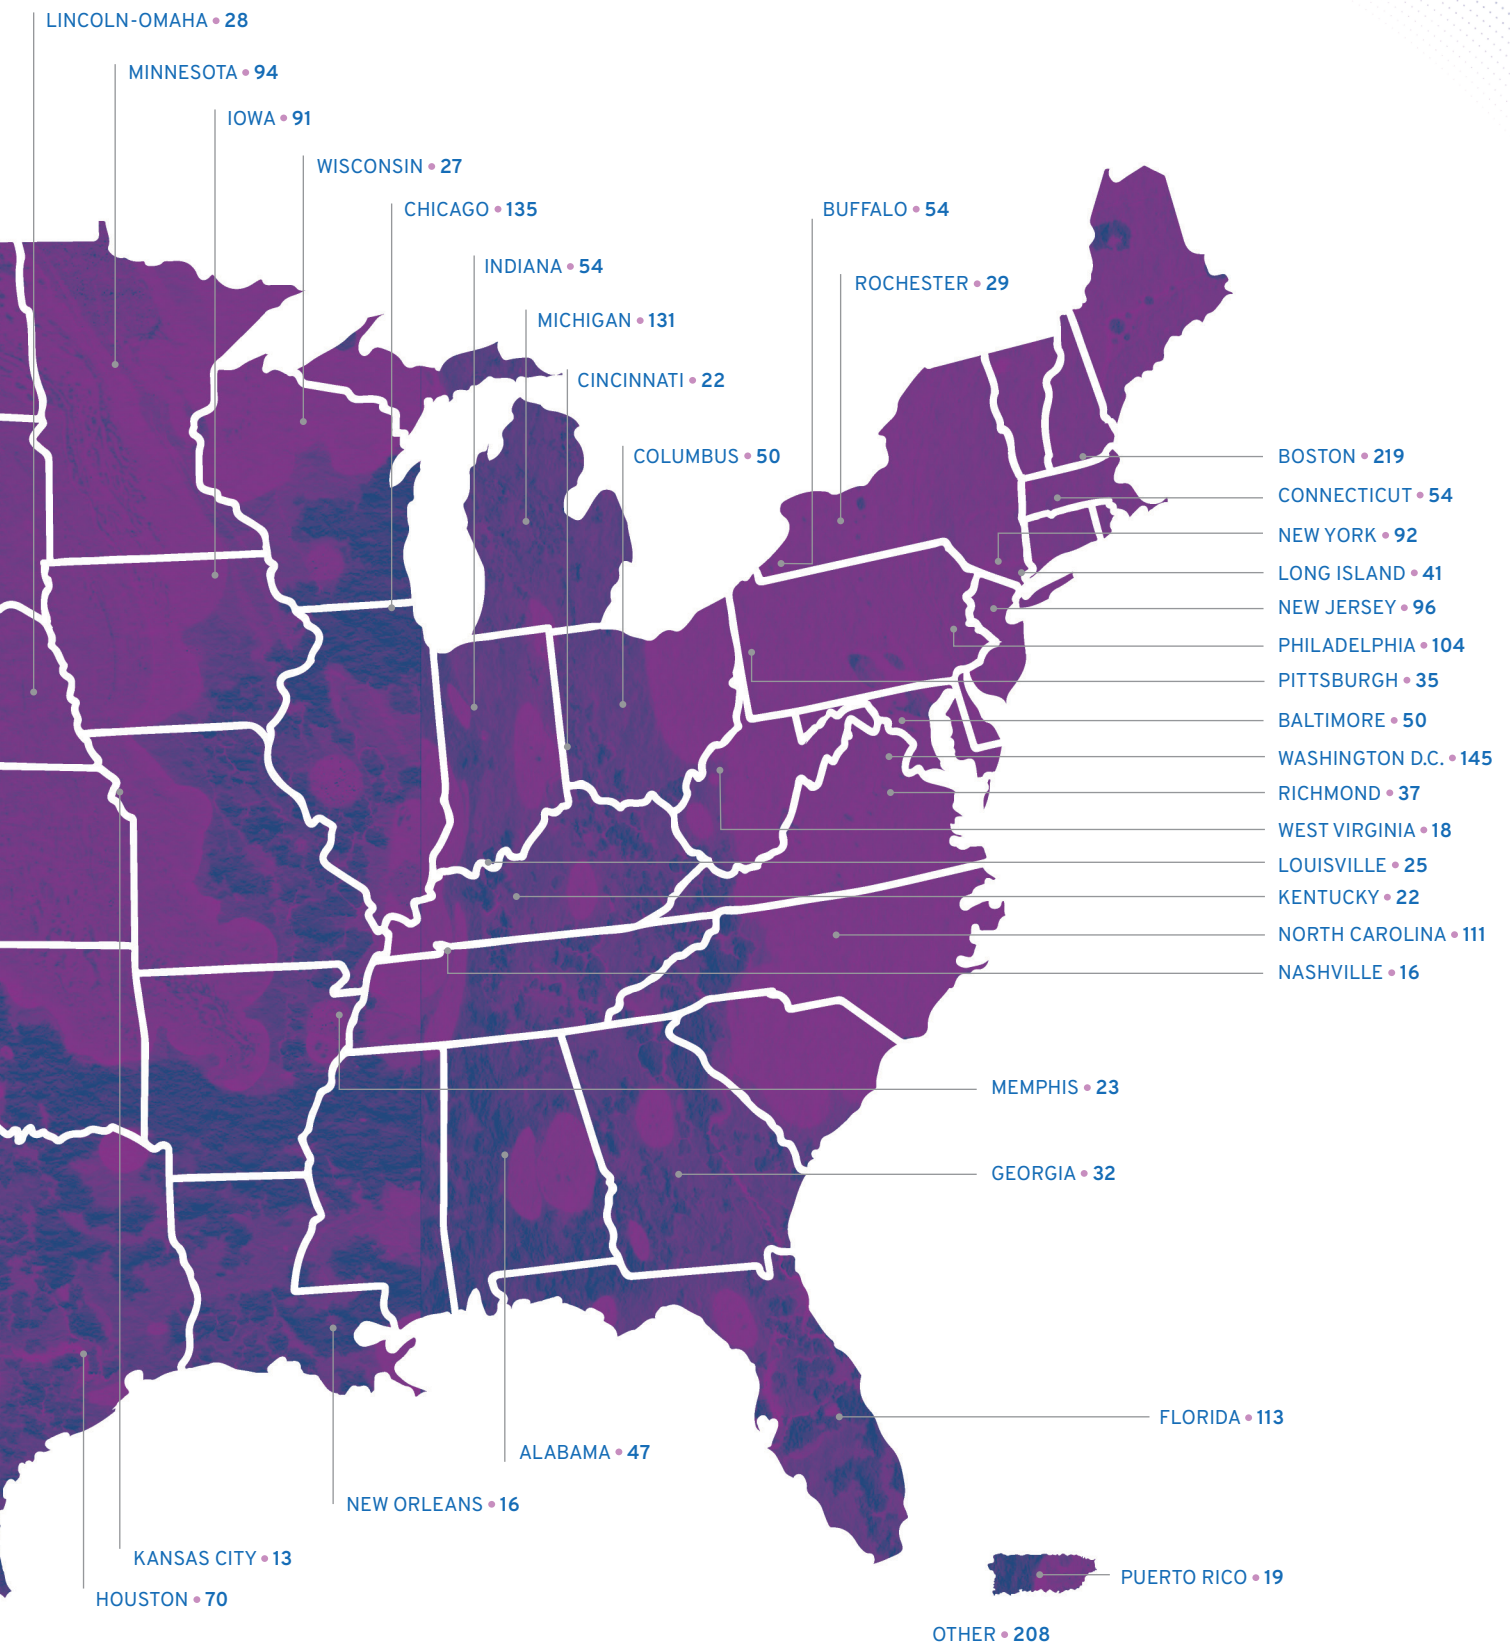 LINCOLN-OMAHA • 28
MINNESOTA • 94
IOWA • 91
WISCONSIN • 27
CHICAGO • 135
BUFFALO • 54
INDIANA • 54
ROCHESTER • 29
MICHIGAN • 131
CINCINNATI • 22
COLUMBUS • 50
BOSTON • 219
CONNECTICUT • 54
NEW YORK • 92
LONG ISLAND • 41
NEW JERSEY • 96
PHILADELPHIA • 104
PITTSBURGH • 35
BALTIMORE • 50
WASHINGTON D.C. • 145
RICHMOND • 37
WEST VIRGINIA • 18
LOUISVILLE • 25
KENTUCKY • 22
NORTH CAROLINA • 111
NASHVILLE • 16
MEMPHIS • 23
GEORGIA • 32
FLORIDA • 113
ALABAMA • 47
NEW ORLEANS • 16
KANSAS CITY • 13
HOUSTON • 70
PUERTO RICO • 19
OTHER • 208